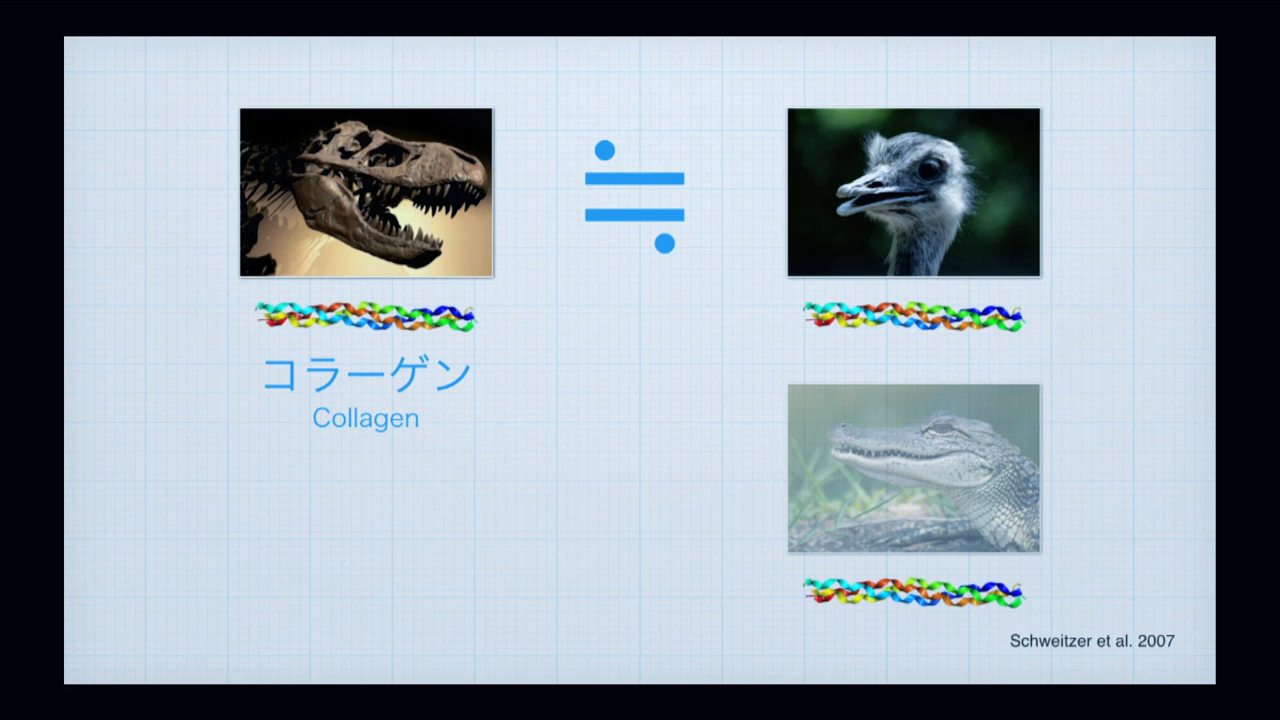 ≒
コラーゲン
Collagen
Schweitzer et al. 2007